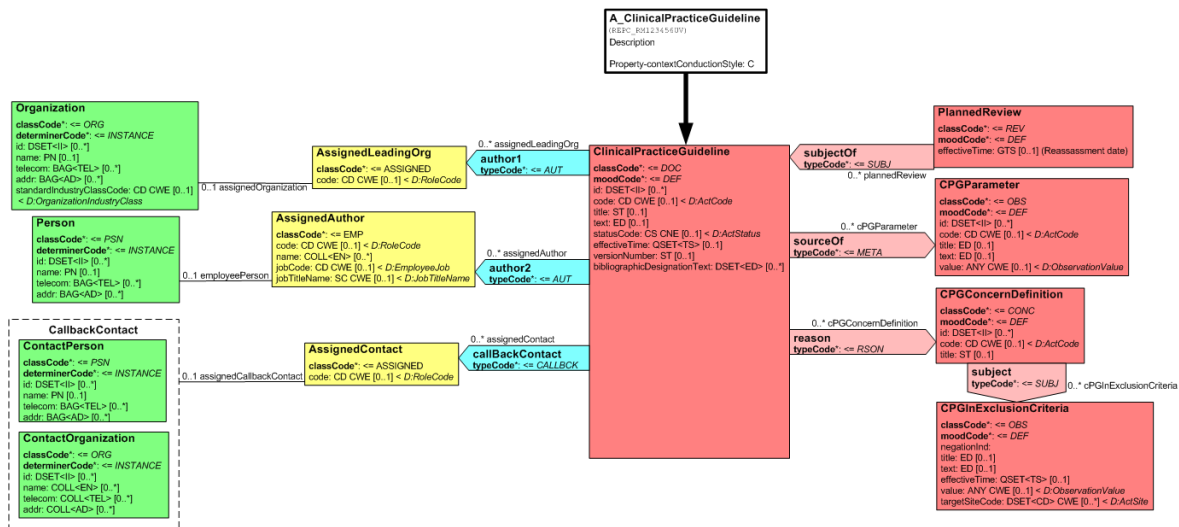 A_ClinicalPracticeGuideline
(REPC_RM1234560V)
Description
Property-contextConductionStyle: C
Organization
classCode*: <= ORG
determinerCode*: <= INSTANCE
id: DSET<II> [0..*]
name: PN [0..1]
telecom: BAG<TEL> [0..*]
addr: BAG<AD> [0..*]
standardIndustryClassCode: CD CWE [0..1]
< D:OrganizationIndustryClass
0..1 assignedOrganization
AssignedLeadingOrg
classCode*: <= ASSIGNED
code: CD CWE [0..1] < D:RoleCode
0..* assignedLeadingOrg
author1
typeCode*: <= AUT
Person
classCode*: <= PSN
determinerCode*: <= INSTANCE
id: DSET<II> [0..*]
name: PN [0..1]
telecom: BAG<TEL> [0..*]
addr: BAG<AD> [0..*]
0..1 employeePerson
AssignedAuthor
classCode*: <= EMP
code: CD CWE [0..1] < D:RoleCode
name: COLL<EN> [0..*]
jobCode: CD CWE [0..1] < D:EmployeeJob
jobTitleName: SC CWE [0..1] < D:JobTitleName
0..* assignedAuthor
author2
typeCode*: <= AUT
CallbackContact
ContactPerson
classCode*: <= PSN
determinerCode*: <= INSTANCE
id: DSET<II> [0..*]
name: PN [0..1]
telecom: BAG<TEL> [0..*]
addr: BAG<AD> [0..*]
ContactOrganization
classCode*: <= ORG
determinerCode*: <= INSTANCE
id: DSET<II> [0..*]
name: COLL<EN> [0..*]
telecom: COLL<TEL> [0..*]
addr: COLL<AD> [0..*]
0..1 assignedCallbackContact
AssignedContact
classCode*: <= ASSIGNED
code: CD CWE [0..1] < D:RoleCode
0..* assignedContact
callBackContact
typeCode*: <= CALLBCK
ClinicalPracticeGuideline
classCode*: <= DOC
moodCode*: <= DEF
id: DSET<II> [0..*]
code: CD CWE [0..1] < D:ActCode
title: ST [0..1]
text: ED [0..1]
statusCode: CS CNE [0..1] < D:ActStatus
effectiveTime: QSET<TS> [0..1]
versionNumber: ST [0..1]
bibliographicDesignationText: DSET<ED> [0..*]
subjectOf
typeCode*: <= SUBJ
0..* plannedReview
PlannedReview
classCode*: <= REV
moodCode*: <= DEF
effectiveTime: GTS [0..1] (Reassassment date)
0..* cPGParameter
sourceOf
typeCode*: <= META
CPGParameter
classCode*: <= OBS
moodCode*: <= DEF
id: DSET<II> [0..*]
code: CD CWE [0..1] < D:ActCode
title: ED [0..1]
text: ED [0..1]
value: ANY CWE [0..1] < D:ObservationValue
0..* cPGConcernDefinition
reason
typeCode*: <= RSON
CPGConcernDefinition
classCode*: <= CONC
moodCode*: <= DEF
id: DSET<II> [0..*]
code: CD CWE [0..1] < D:ActCode
title: ST [0..1]
subject
typeCode*: <= SUBJ
0..* cPGInExclusionCriteria
CPGInExclusionCriteria
classCode*: <= OBS
moodCode*: <= DEF
negationInd:
title: ED [0..1]
text: ED [0..1]
effectiveTime: QSET<TS> [0..1]
value: ANY CWE [0..1] < D:ObservationValue
targetSiteCode: DSET<CD> CWE [0..*] < D:ActSite